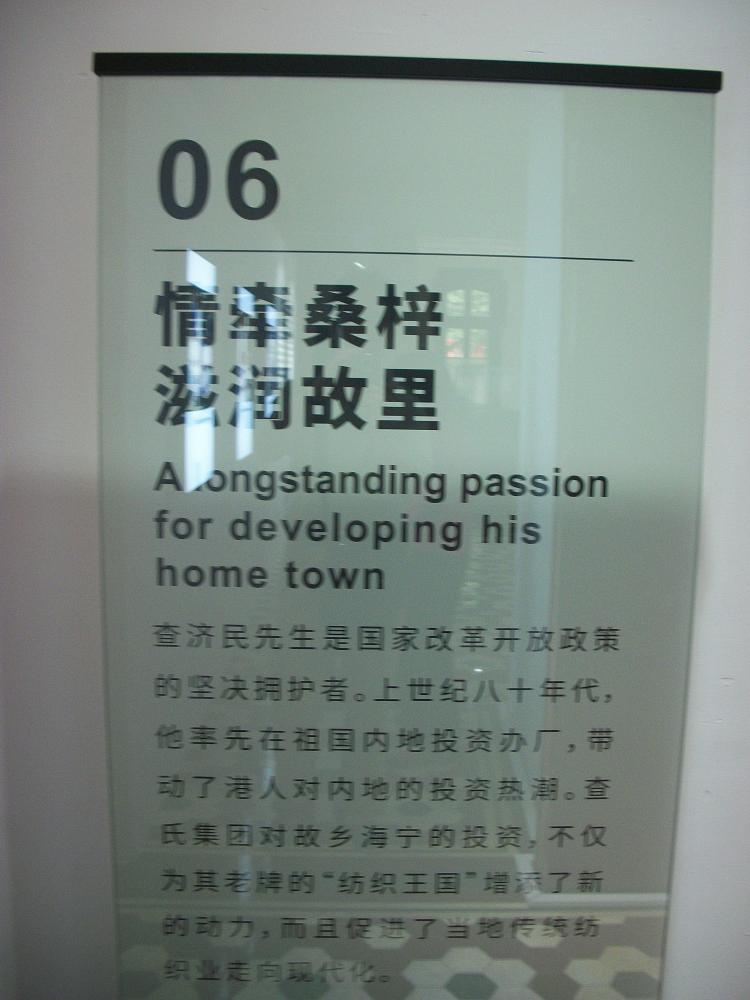 06
情牵桑梓
滋润故里
A longstanding passion
for developing his
home town
查济民先生是国家改革开放政策
的坚决拥护者。上世纪八十年代，
他率先在祖国内地投资办厂，带
动了港人对内地的投资热潮。查
氏集团对故乡海宁的投资，不仅
为其老牌的“纺织王国”增添了新
的动力，而且促进了当地传统纺
织业走向现代化。